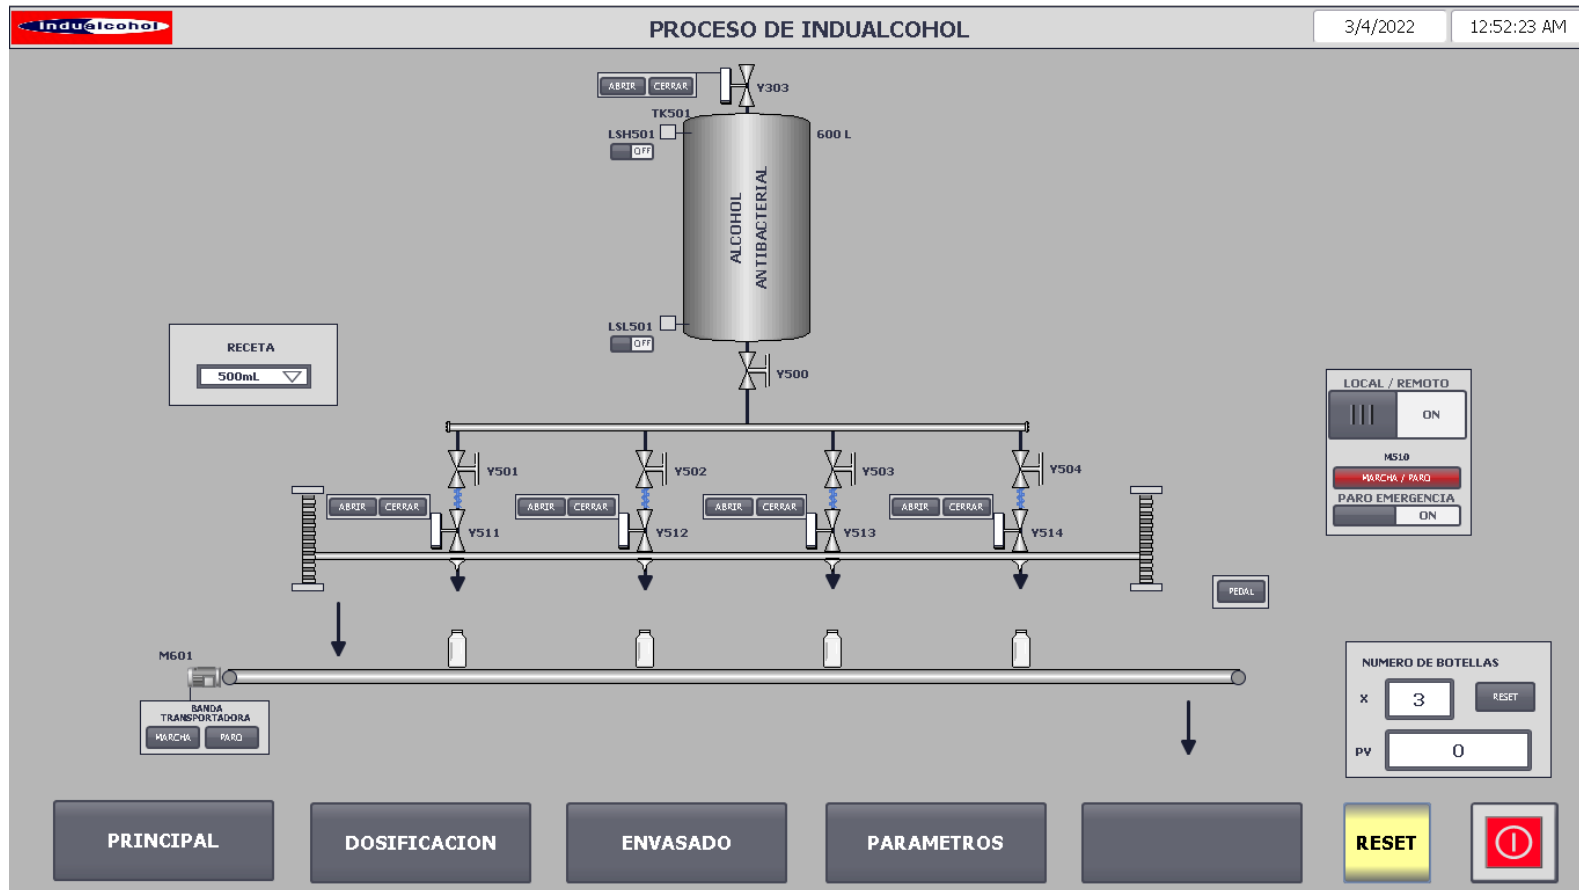 indualcohol
PROCESO DE INDUALCOHOL
3/4/2022
12:52:23 AM
ABRIR
CERRAR
Y303
TK501
LSH501
600 L
OFF
ALCOHOL
ANTIBACTERIAL
LSL501
OFF
RECETA
500mL
Y500
LOCAL / REMOTO
ON
M510
MARCHA / PARO
PARO EMERGENCIA
ON
Y501
Y502
Y503
Y504
ABRIR
CERRAR
ABRIR
CERRAR
ABRIR
CERRAR
ABRIR
CERRAR
Y511
Y512
Y513
Y514
PEDAL
M601
BANDA
TRANSPORTADORA
MARCHA
PARO
NUMERO DE BOTELLAS
X
3
RESET
PV
0
PRINCIPAL
DOSIFICACION
ENVASADO
PARAMETROS
RESET